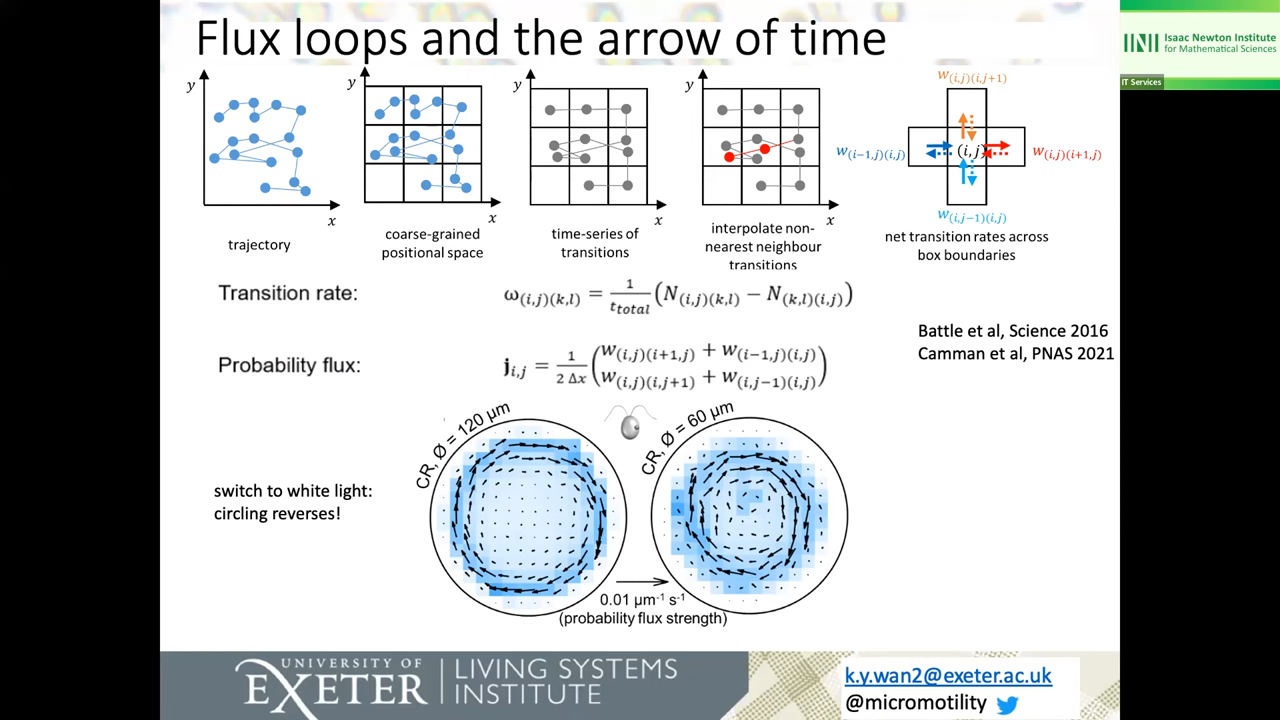 Flux loops and the arrow of time
Isaac Newton Institute
for Mathematical Sciences
IT Services
y
x
trajectory
y
x
coarse-grained
positional space
y
x
time-series of
transitions
y
x
interpolate non-
nearest neighbour
transitions
w(i,j)(i,j+1)
w(i−1,j)(i,j)
(i,j)
w(i,j)(i+1,j)
w(i,j−1)(i,j)
net transition rates across
box boundaries
Transition rate:
ω(i,j)(k,l) = 1/t_total (N(i,j)(k,l) − N(k,l)(i,j))
Battle et al, Science 2016
Camman et al, PNAS 2021
Probability flux:
j i,j = 1/2 Δx (w(i,j)(i+1,j) + w(i−1,j)(i,j)
w(i,j)(i,j+1) + w(i,j−1)(i,j))
CR, Ø = 120 µm
CR, Ø = 60 µm
switch to white light:
circling reverses!
0.01 µm⁻¹ s⁻¹
(probability flux strength)
UNIVERSITY OF
EXETER
LIVING SYSTEMS
INSTITUTE
k.y.wan2@exeter.ac.uk
@micromotility